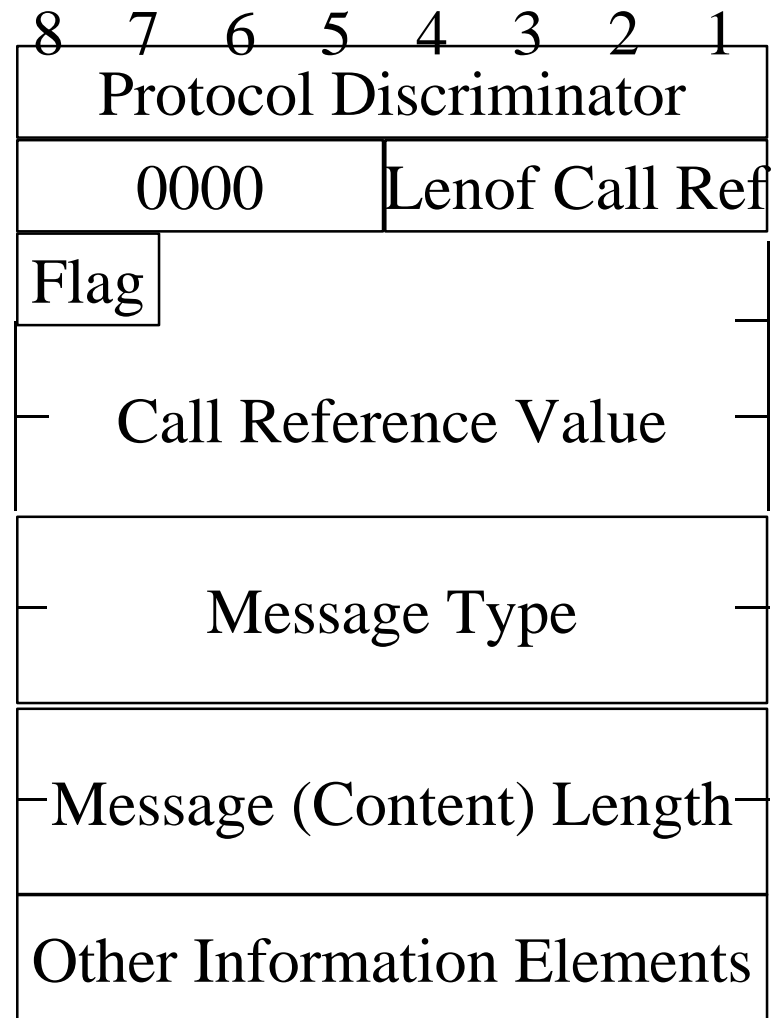 8 7 6 5 4 3 2 1
Protocol Discriminator
0000 Lenof Call Ref
Flag
Call Reference Value
Message Type
Message (Content) Length
Other Information Elements